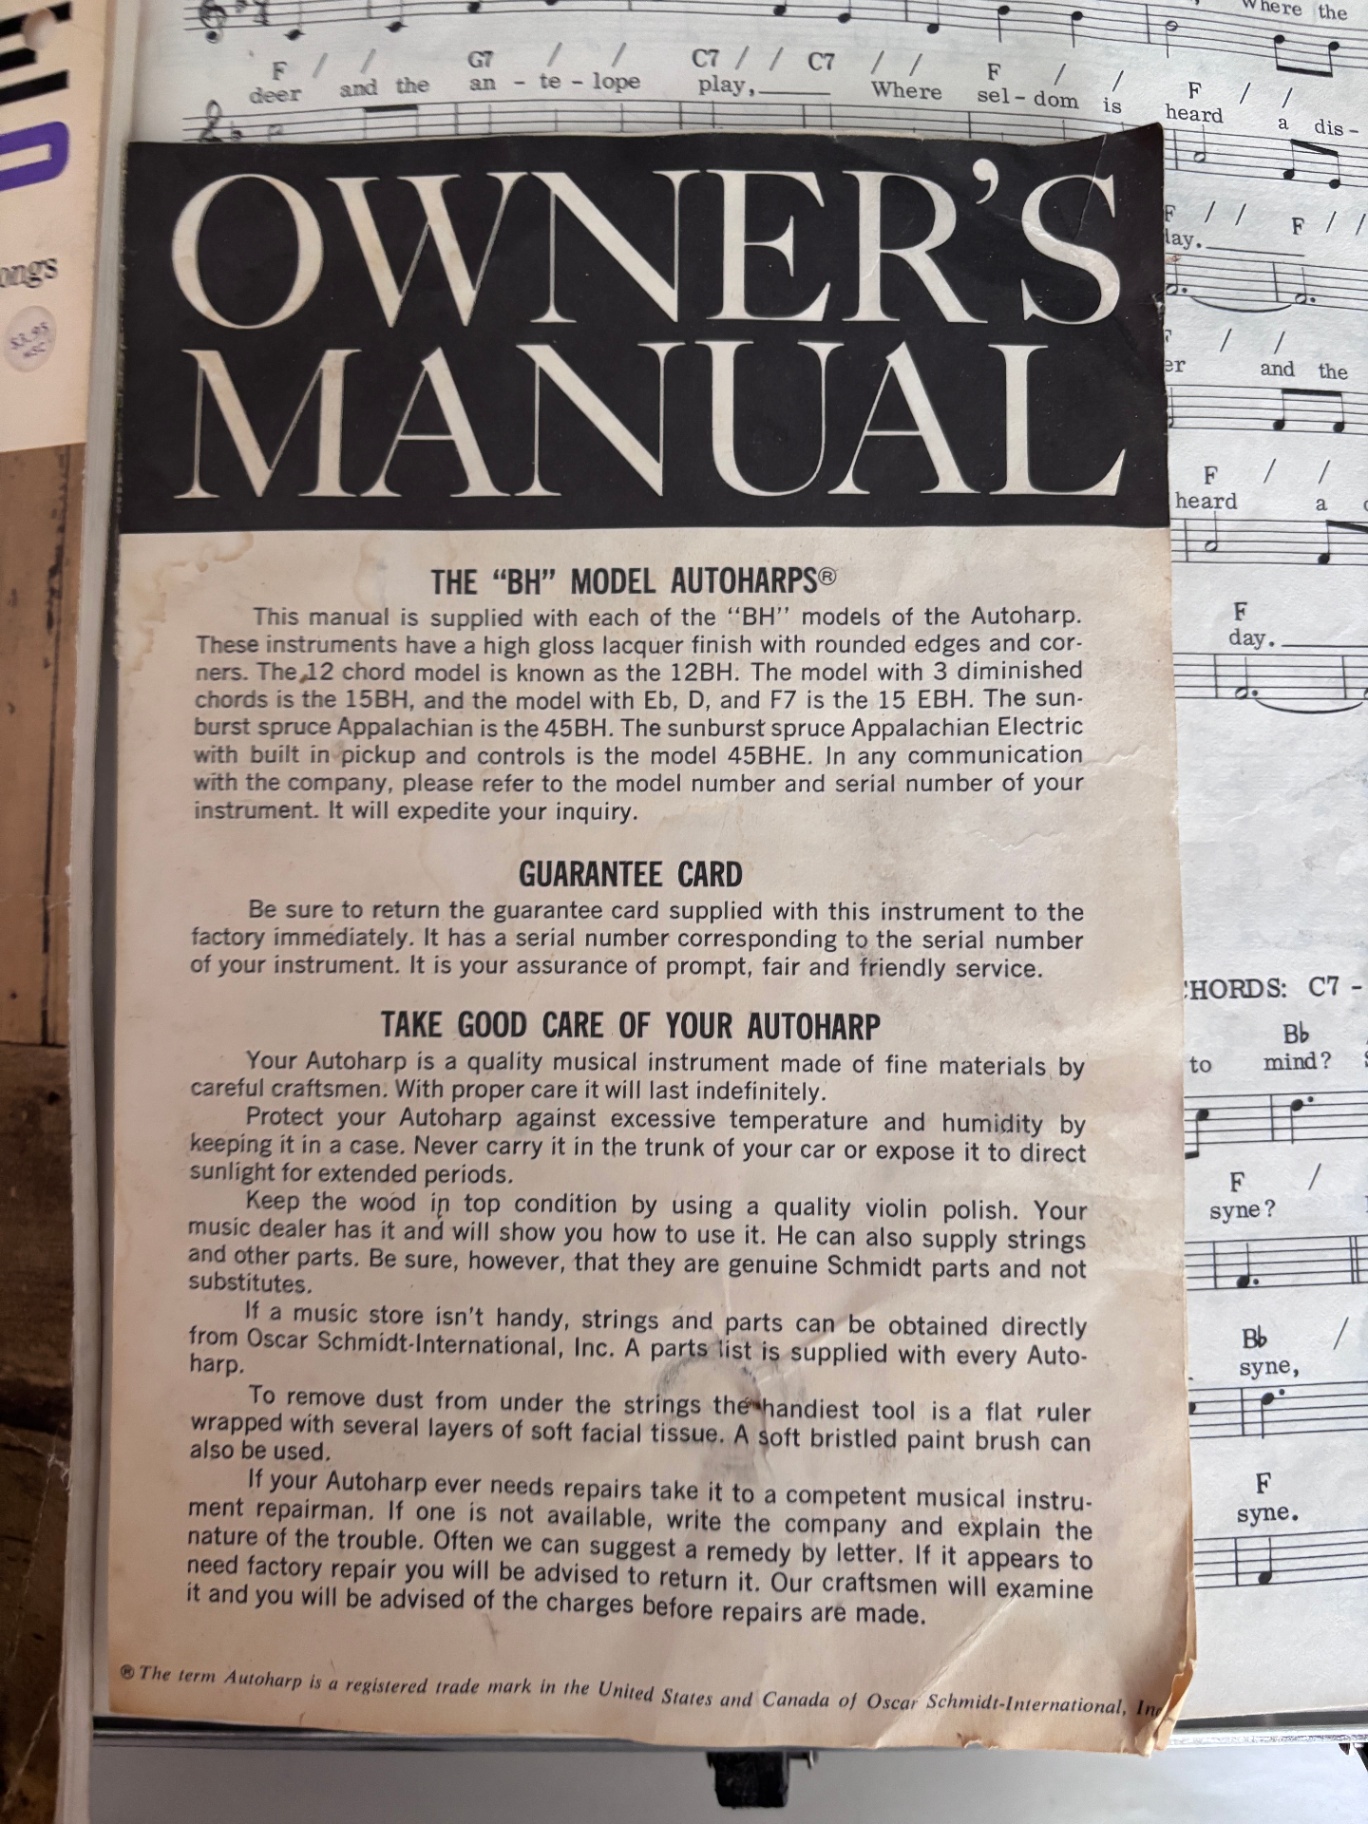 Where the
F / / G7 / / C7 / / C7 / / F / / F / /
deer and the an - te - lope play,____ Where sel - dom is heard a dis -
ongs
$3.95
F / / F / /
lay.____
/ /
er and the
F / /
heard a
F
day.____
OWNER'S
MANUAL
THE “BH” MODEL AUTOHARPS®
This manual is supplied with each of the “BH” models of the Autoharp.
These instruments have a high gloss lacquer finish with rounded edges and cor-
ners. The 12 chord model is known as the 12BH. The model with 3 diminished
chords is the 15BH, and the model with Eb, D, and F7 is the 15 EBH. The sun-
burst spruce Appalachian is the 45BH. The sunburst spruce Appalachian Electric
with built in pickup and controls is the model 45BHE. In any communication
with the company, please refer to the model number and serial number of your
instrument. It will expedite your inquiry.
GUARANTEE CARD
Be sure to return the guarantee card supplied with this instrument to the
factory immediately. It has a serial number corresponding to the serial number
of your instrument. It is your assurance of prompt, fair and friendly service.
TAKE GOOD CARE OF YOUR AUTOHARP
Your Autoharp is a quality musical instrument made of fine materials by
careful craftsmen. With proper care it will last indefinitely.
Protect your Autoharp against excessive temperature and humidity by
keeping it in a case. Never carry it in the trunk of your car or expose it to direct
sunlight for extended periods.
Keep the wood in top condition by using a quality violin polish. Your
music dealer has it and will show you how to use it. He can also supply strings
and other parts. Be sure, however, that they are genuine Schmidt parts and not
substitutes.
If a music store isn't handy, strings and parts can be obtained directly
from Oscar Schmidt-International, Inc. A parts list is supplied with every Auto-
harp.
To remove dust from under the strings the handiest tool is a flat ruler
wrapped with several layers of soft facial tissue. A soft bristled paint brush can
also be used.
If your Autoharp ever needs repairs take it to a competent musical instru-
ment repairman. If one is not available, write the company and explain the
nature of the trouble. Often we can suggest a remedy by letter. If it appears to
need factory repair you will be advised to return it. Our craftsmen will examine
it and you will be advised of the charges before repairs are made.
® The term Autoharp is a registered trade mark in the United States and Canada of Oscar Schmidt-International, Inc
HORDS: C7 -
Bb
to mind?
F /
syne?
Bb /
syne,
F
syne.